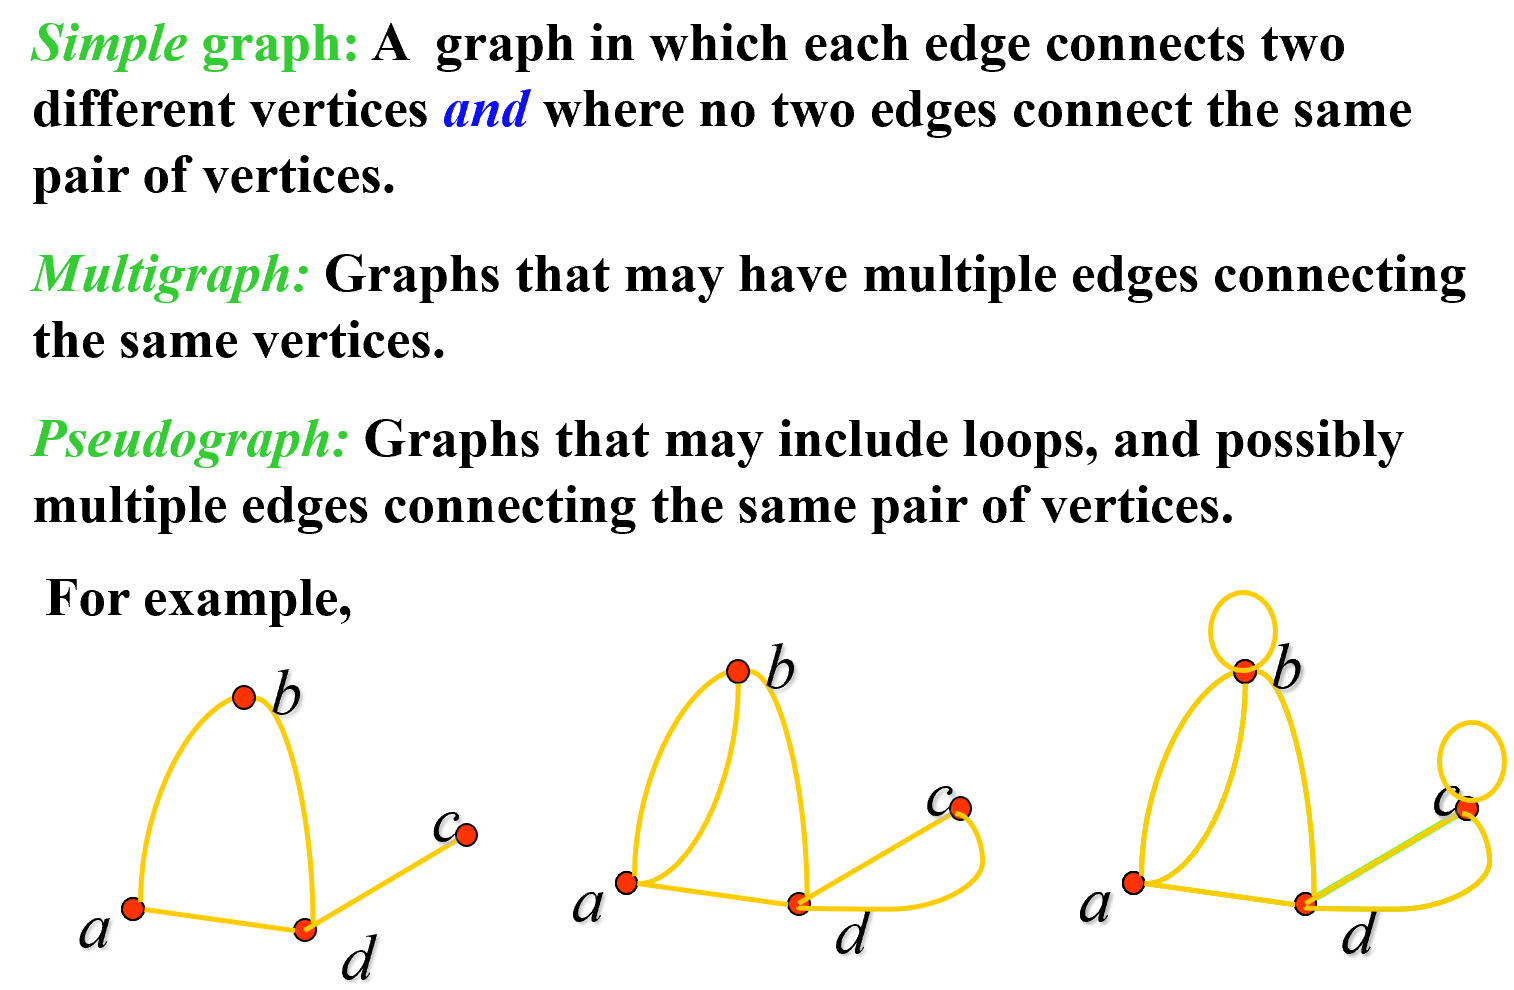 Simple graph: A graph in which each edge connects two
different vertices and where no two edges connect the same
pair of vertices.
Multigraph: Graphs that may have multiple edges connecting
the same vertices.
Pseudograph: Graphs that may include loops, and possibly
multiple edges connecting the same pair of vertices.
For example,
b
c
a
d
b
c
a
d
b
c
a
d